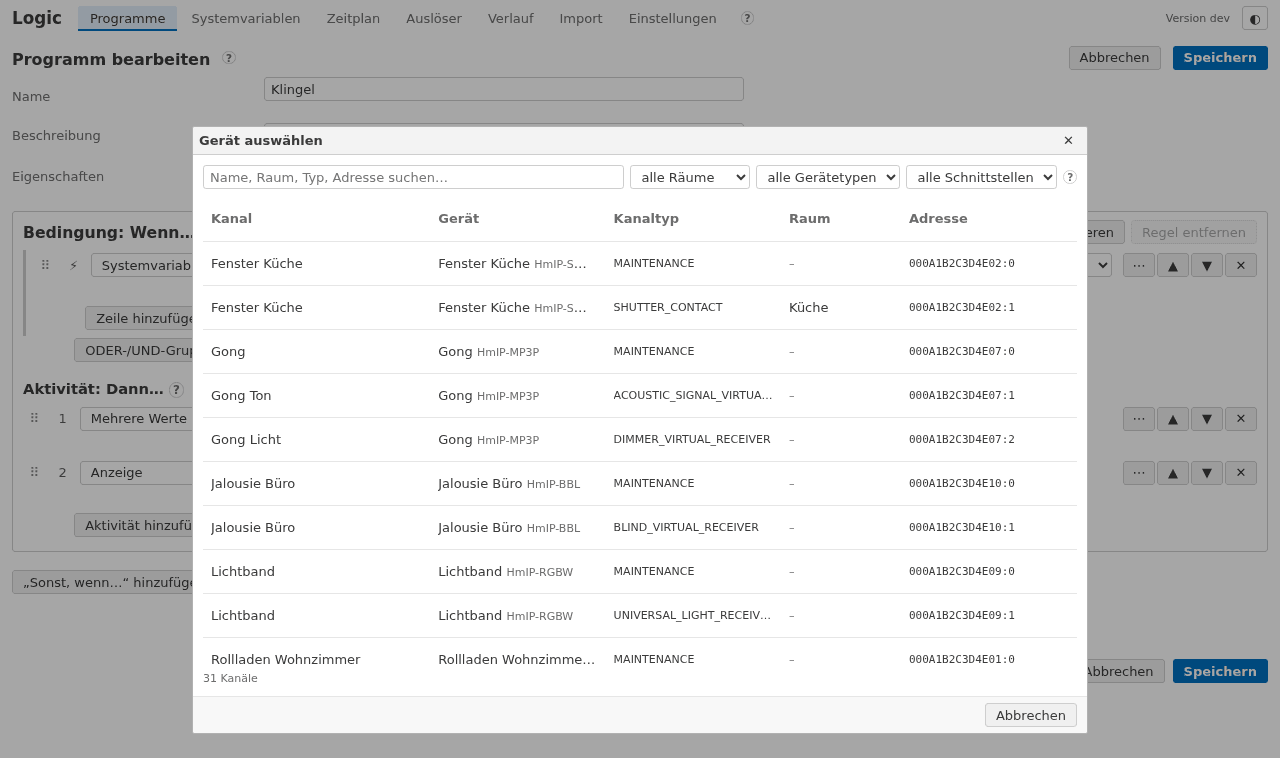 Logic Programme Systemvariablen Zeitplan Auslöser Verlauf Import Einstellungen ? Version dev
Programm bearbeiten ? Abbrechen Speichern
Name Klingel
Beschreibung
Eigenschaften
Gerät auswählen ✕
Name, Raum, Typ, Adresse suchen… alle Räume alle Gerätetypen alle Schnittstellen ?
Kanal Gerät Kanaltyp Raum Adresse
Fenster Küche Fenster Küche HmIP-S… MAINTENANCE – 000A1B2C3D4E02:0
Fenster Küche Fenster Küche HmIP-S… SHUTTER_CONTACT Küche 000A1B2C3D4E02:1
Gong Gong HmIP-MP3P MAINTENANCE – 000A1B2C3D4E07:0
Gong Ton Gong HmIP-MP3P ACOUSTIC_SIGNAL_VIRTUA… – 000A1B2C3D4E07:1
Gong Licht Gong HmIP-MP3P DIMMER_VIRTUAL_RECEIVER – 000A1B2C3D4E07:2
Jalousie Büro Jalousie Büro HmIP-BBL MAINTENANCE – 000A1B2C3D4E10:0
Jalousie Büro Jalousie Büro HmIP-BBL BLIND_VIRTUAL_RECEIVER – 000A1B2C3D4E10:1
Lichtband Lichtband HmIP-RGBW MAINTENANCE – 000A1B2C3D4E09:0
Lichtband Lichtband HmIP-RGBW UNIVERSAL_LIGHT_RECEIV… – 000A1B2C3D4E09:1
Rollladen Wohnzimmer Rollladen Wohnzimme… MAINTENANCE – 000A1B2C3D4E01:0
31 Kanäle
Abbrechen
Bedingung: Wenn… Regel entfernen
Systemvariab ⋯ ▲ ▼ ✕
Zeile hinzufüge
ODER-/UND-Grup
Aktivität: Dann… ?
1 Mehrere Werte ⋯ ▲ ▼ ✕
2 Anzeige ⋯ ▲ ▼ ✕
Aktivität hinzufü
„Sonst, wenn…“ hinzufüge
Abbrechen Speichern